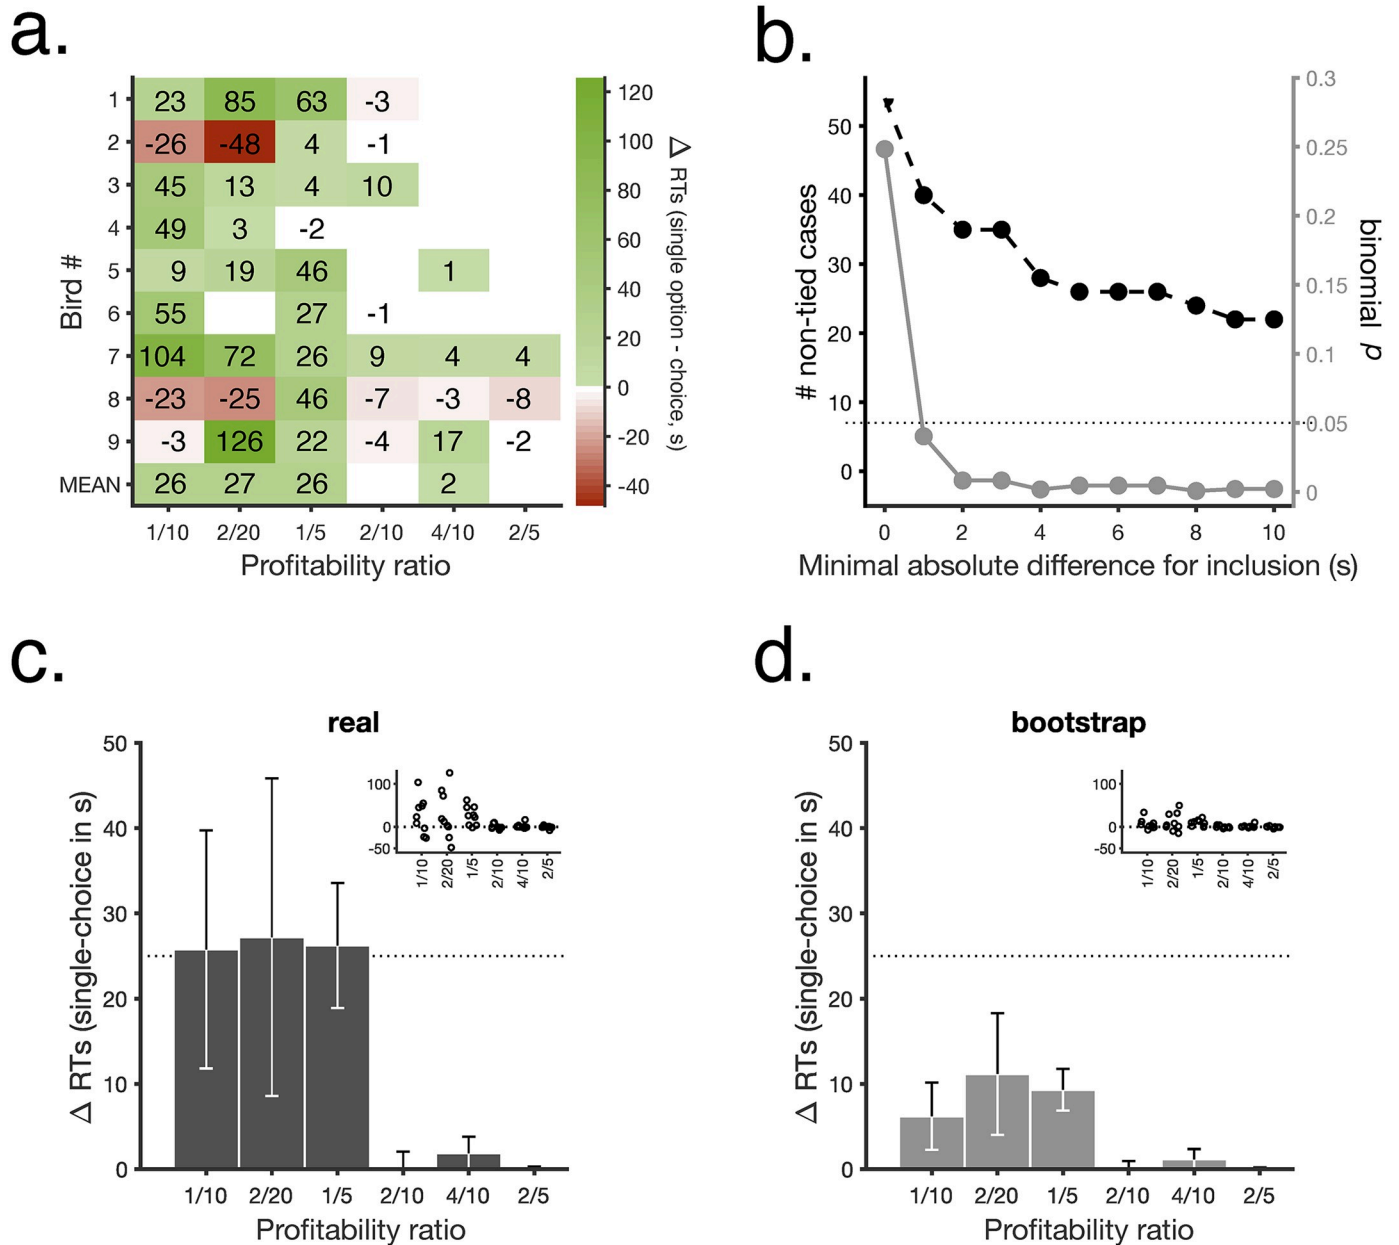 a.
1 23 85 63 -3
2 -26 -48 4 -1
3 45 13 4 10
4 49 3 -2
5 9 19 46 1
6 55 27 -1
7 104 72 26 9 4 4
8 -23 -25 46 -7 -3 -8
9 -3 126 22 -4 17 -2
MEAN 26 27 26 2
1/10 2/20 1/5 2/10 4/10 2/5
Profitability ratio
Bird #
120
100
80
60
40
20
0
-20
-40
Δ RTs (single option - choice, s)
b.
50
40
30
20
10
0
# non-tied cases
0.3
0.25
0.2
0.15
0.1
0.05
0
binomial p
0 2 4 6 8 10
Minimal absolute difference for inclusion (s)
c.
real
50
40
30
20
10
0
Δ RTs (single-choice in s)
100
0
-50
1/10 2/20 1/5 2/10 4/10 2/5
1/10 2/20 1/5 2/10 4/10 2/5
Profitability ratio
d.
bootstrap
50
40
30
20
10
0
Δ RTs (single-choice in s)
100
0
-50
1/10 2/20 1/5 2/10 4/10 2/5
1/10 2/20 1/5 2/10 4/10 2/5
Profitability ratio